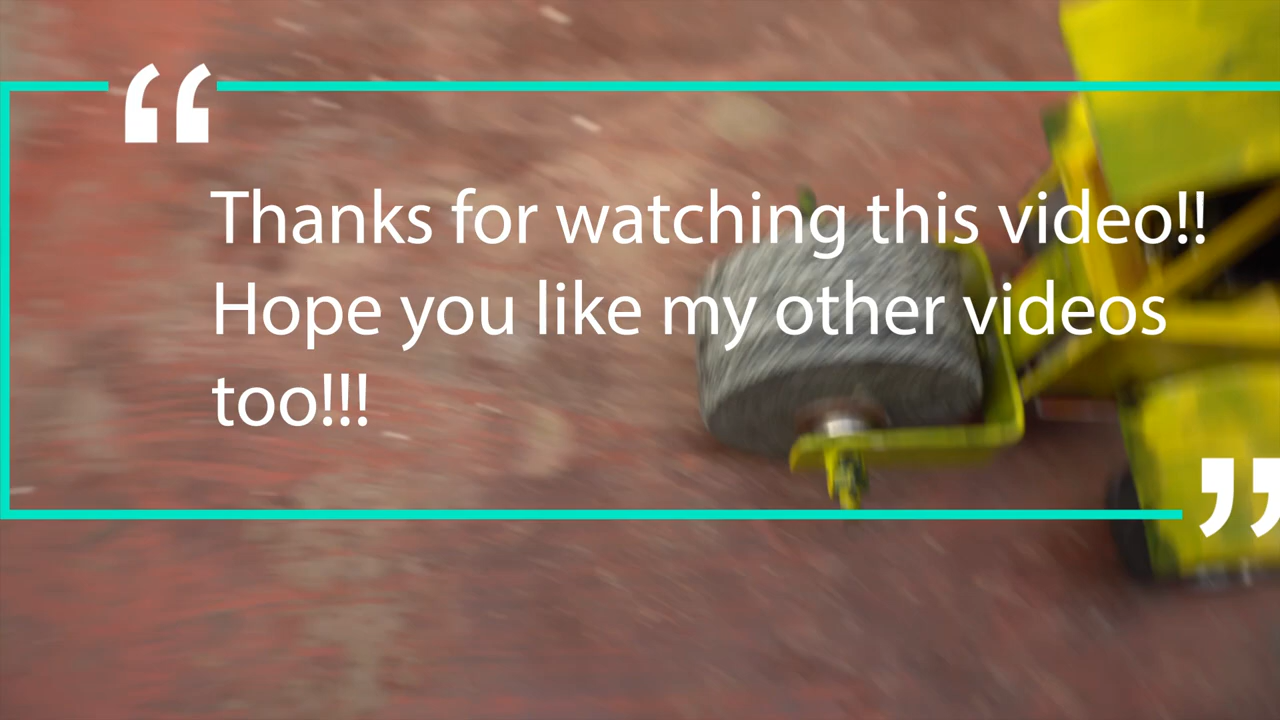 “
Thanks for watching this video!!
Hope you like my other videos
too!!!
”